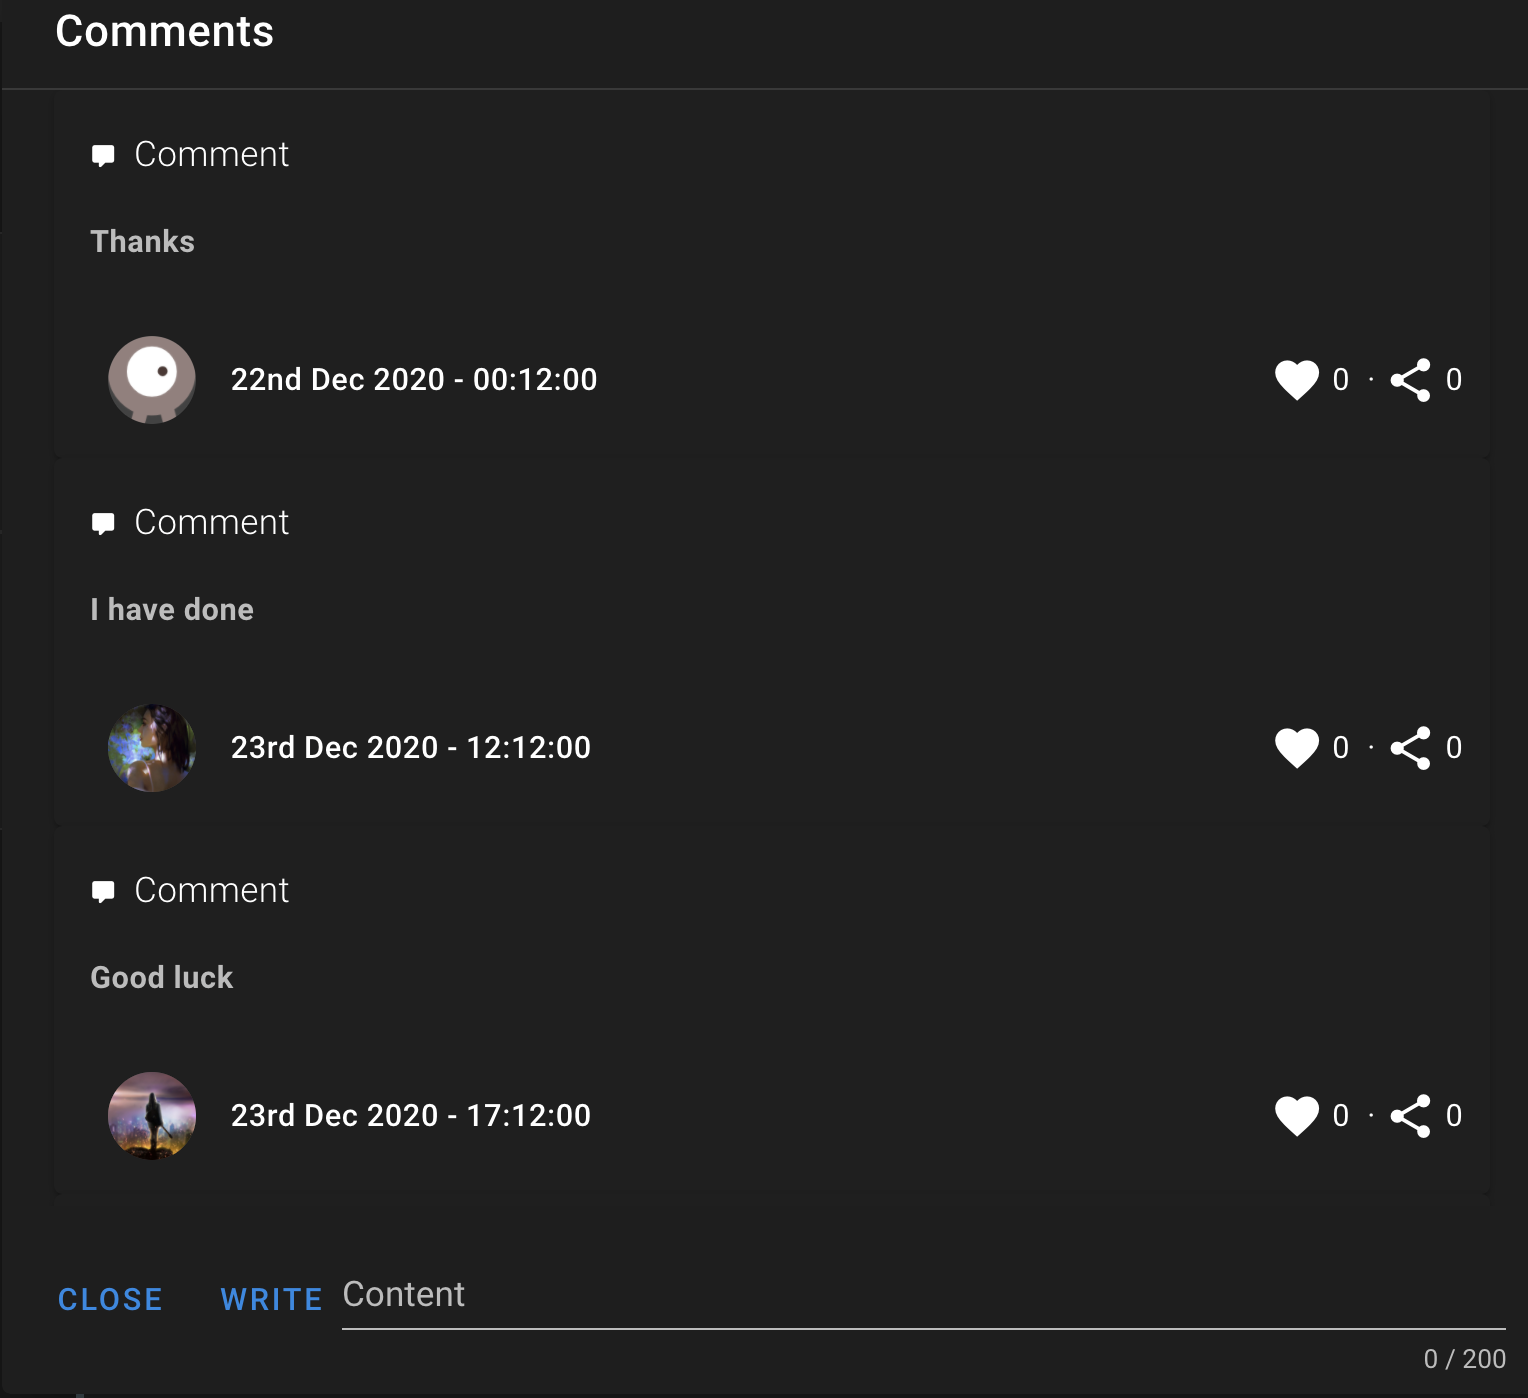 Comments
Comment
Thanks
22nd Dec 2020 - 00:12:00 0 · 0
Comment
I have done
23rd Dec 2020 - 12:12:00 0 · 0
Comment
Good luck
23rd Dec 2020 - 17:12:00 0 · 0
CLOSE WRITE Content
0 / 200